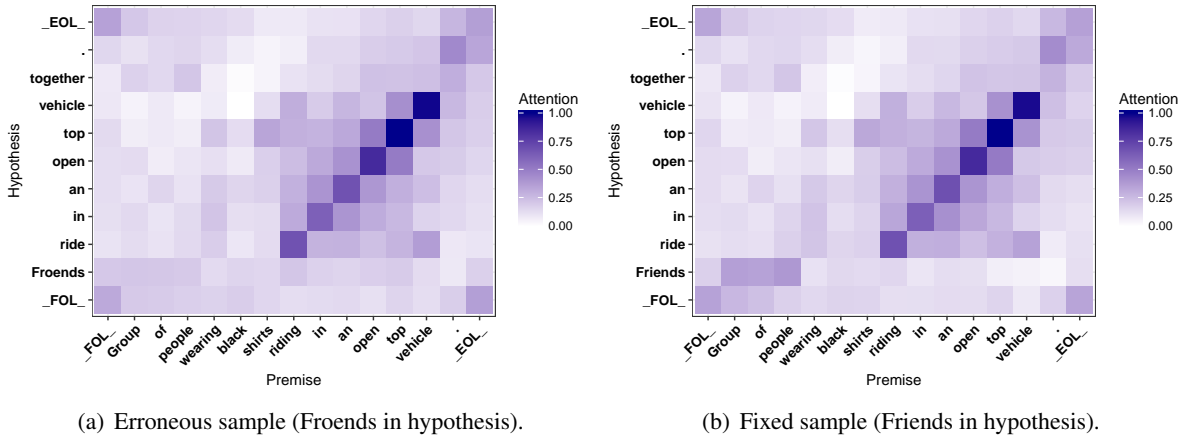 _EOL_
.
together
vehicle
top
open
an
in
ride
Froends
_FOL_
Hypothesis
_FOL_
Group
of
people
wearing
black
shirts
riding
in
an
open
top
vehicle
.
_EOL_
Premise
Attention
1.00
0.75
0.50
0.25
0.00
(a) Erroneous sample (Froends in hypothesis).
_EOL_
.
together
vehicle
top
open
an
in
ride
Friends
_FOL_
Hypothesis
_FOL_
Group
of
people
wearing
black
shirts
riding
in
an
open
top
vehicle
.
_EOL_
Premise
Attention
1.00
0.75
0.50
0.25
0.00
(b) Fixed sample (Friends in hypothesis).